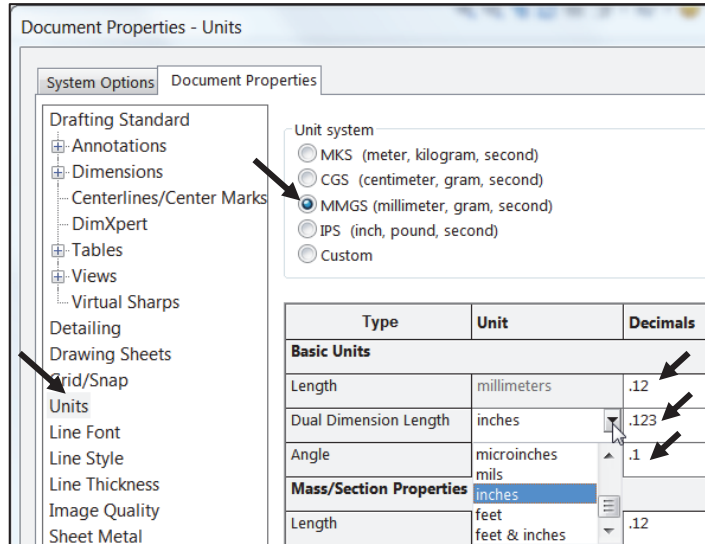 Document Properties - Units
System Options
Document Properties
Drafting Standard
Annotations
Dimensions
Centerlines/Center Marks
DimXpert
Tables
Views
Virtual Sharps
Detailing
Drawing Sheets
Grid/Snap
Units
Line Font
Line Style
Line Thickness
Image Quality
Sheet Metal
Unit system
MKS (meter, kilogram, second)
CGS (centimeter, gram, second)
MMGS (millimeter, gram, second)
IPS (inch, pound, second)
Custom
Type Unit Decimals
Basic Units
Length millimeters .12
Dual Dimension Length inches .123
Angle microinches .1
mils
Mass/Section Properties inches
feet
Length feet & inches .12